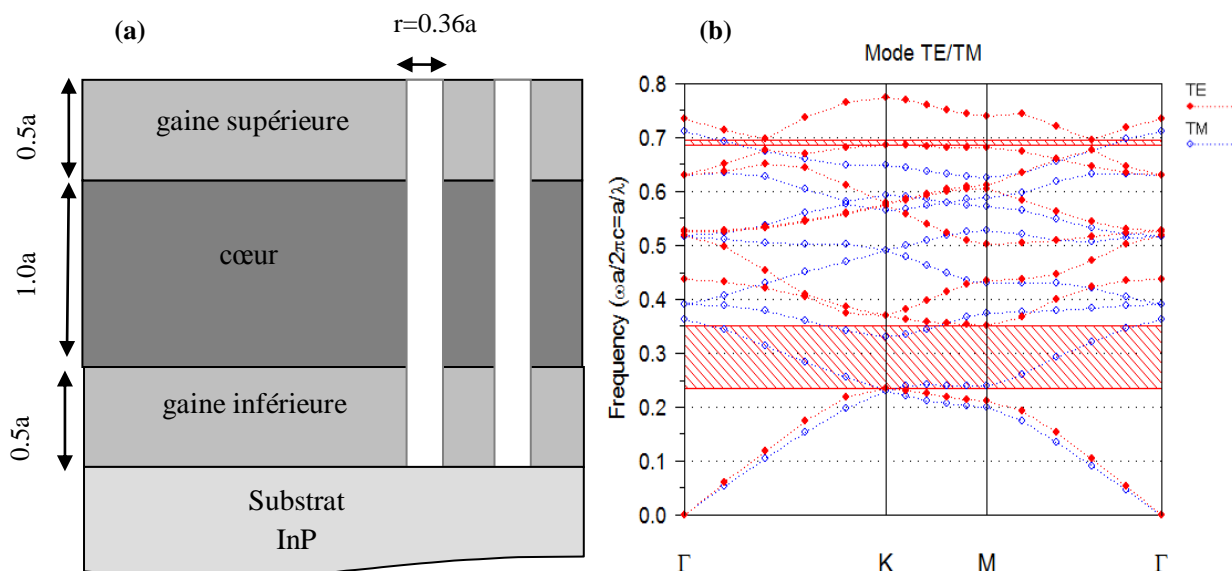 (a)
r=0.36a
gaine supérieure
0.5a
cœur
1.0a
gaine inférieure
0.5a
Substrat
InP
(b)
Mode TE/TM
TE
TM
Frequency (ωa/2πc=a/λ)
0.8
0.7
0.6
0.5
0.4
0.3
0.2
0.1
0.0
Γ K M Γ